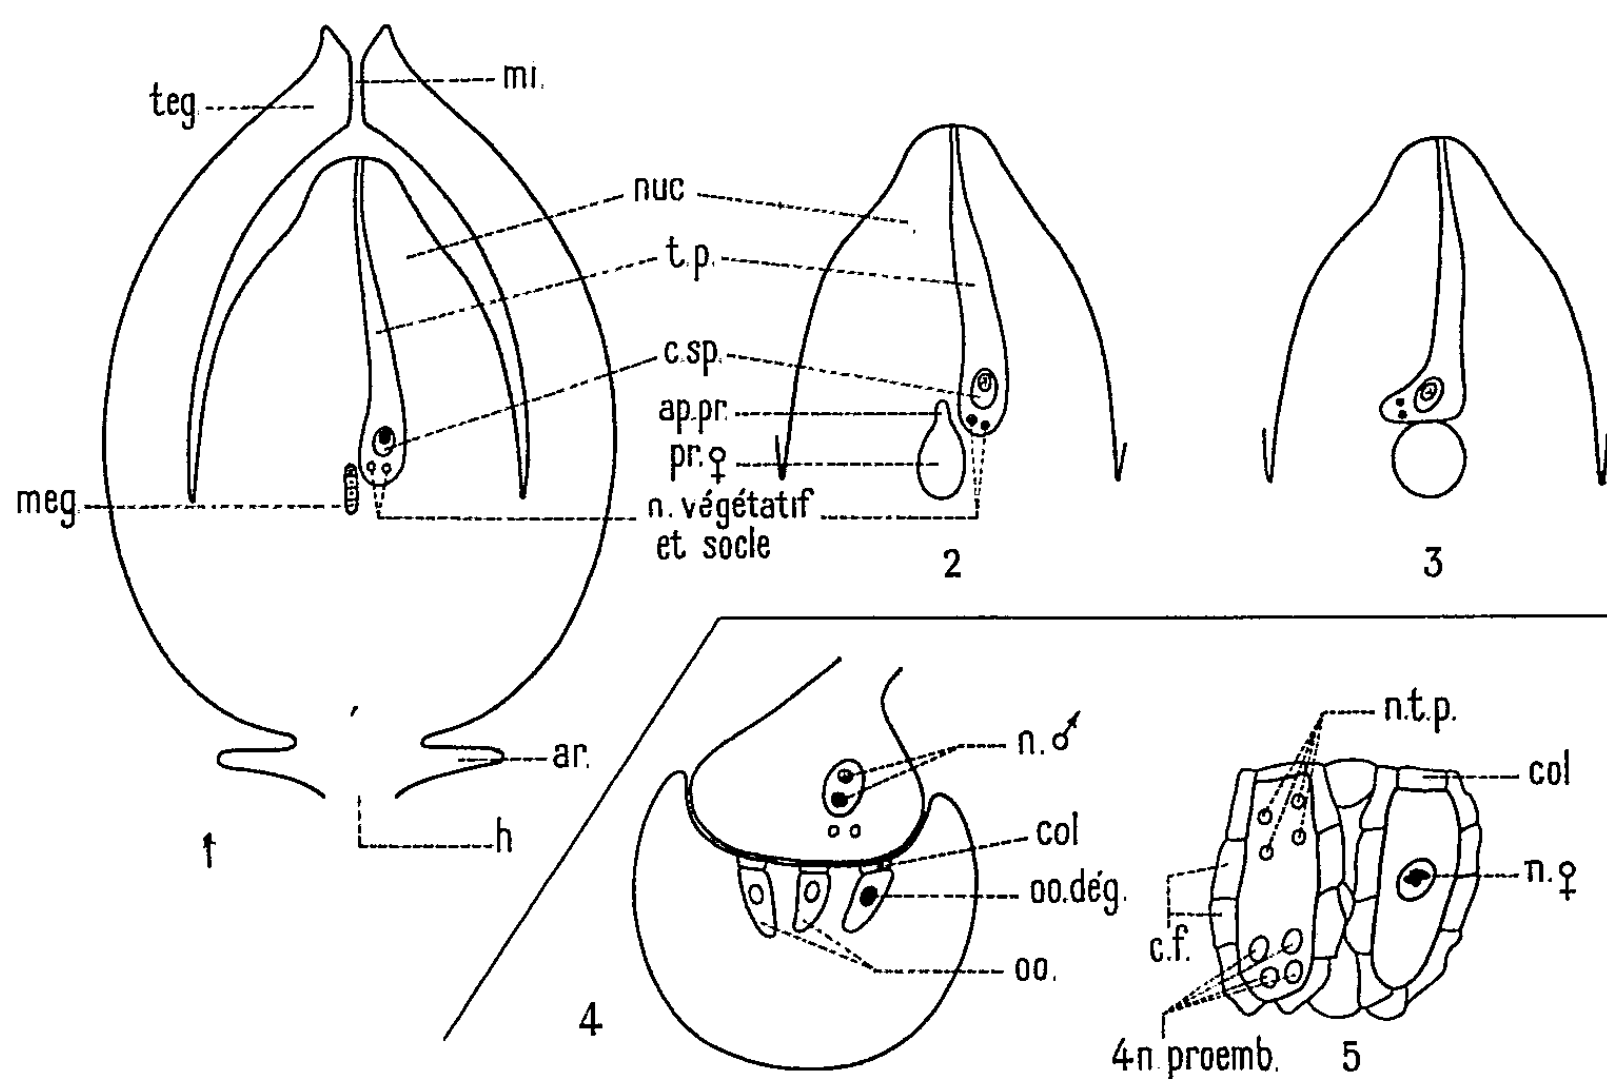 mi.
teg.
nuc
t.p.
c.sp.
ap.pr.
pr.♀
meg.
n. végétatif
et socle
2
3
ar.
h
1
n.♂
col
oo.dég.
oo.
4
n.t.p.
col
n.♀
c.f.
4n.proemb.
5